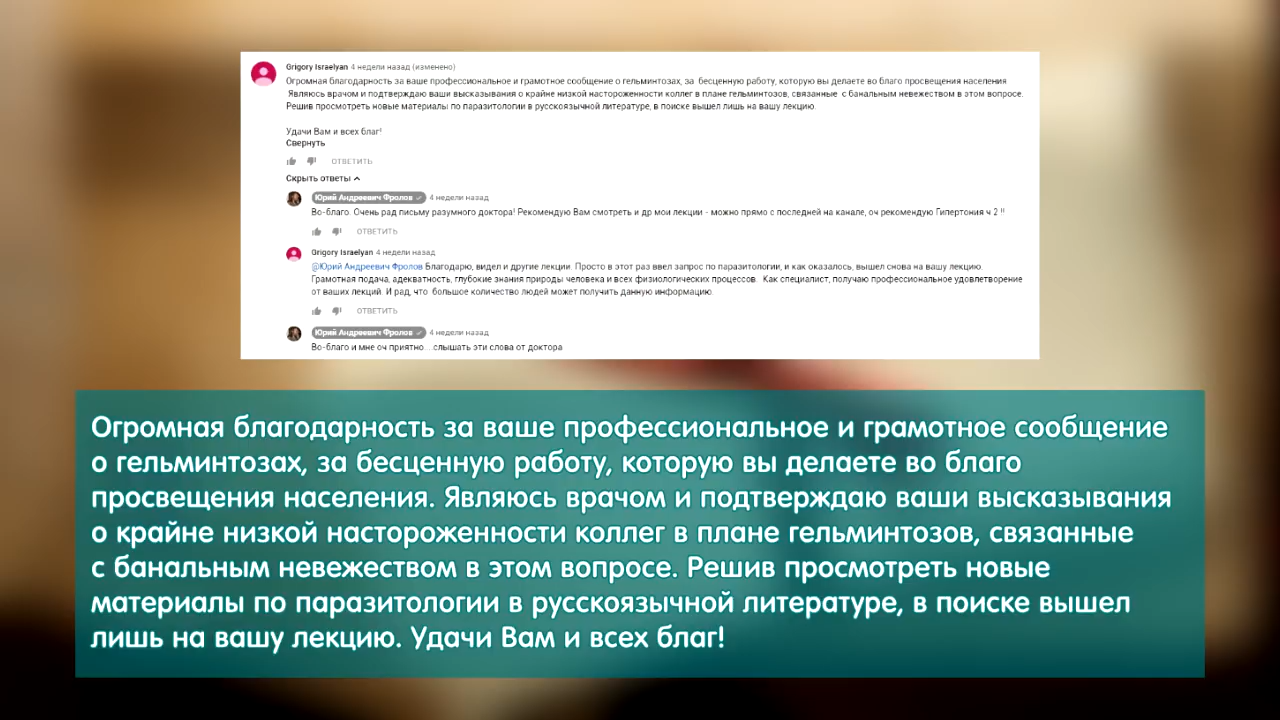 Grigory Israelyan 4 недели назад (изменено)
Огромная благодарность за ваше профессиональное и грамотное сообщение о гельминтозах, за бесценную работу, которую вы делаете во благо просвещения населения
Являюсь врачом и подтверждаю ваши высказывания о крайне низкой настороженности коллег в плане гельминтозов, связанные с банальным невежеством в этом вопросе.
Решив просмотреть новые материалы по паразитологии в русскоязычной литературе, в поиске вышел лишь на вашу лекцию.
Удачи Вам и всех благ!
Свернуть
ОТВЕТИТЬ
Скрыть ответы
Юрий Андреевич Фролов 4 недели назад
Во-благо. Очень рад письму разумного доктора! Рекомендую Вам смотреть и др мои лекции - можно прямо с последней на канале, оч рекомендую Гипертония ч 2 !!
ОТВЕТИТЬ
Grigory Israelyan 4 недели назад
@Юрий Андреевич Фролов Благодарю, видел и другие лекции. Просто в этот раз ввел запрос по паразитологии, и как оказалось, вышел снова на вашу лекцию.
Грамотная подача, адекватность, глубокие знания природы человека и всех физиологических процессов. Как специалист, получаю профессиональное удовлетворение
от ваших лекций. И рад, что большое количество людей может получить данную информацию.
ОТВЕТИТЬ
Юрий Андреевич Фролов 4 недели назад
Во-благо и мне оч приятно....слышать эти слова от доктора
Огромная благодарность за ваше профессиональное и грамотное сообщение
о гельминтозах, за бесценную работу, которую вы делаете во благо
просвещения населения. Являюсь врачом и подтверждаю ваши высказывания
о крайне низкой настороженности коллег в плане гельминтозов, связанные
с банальным невежеством в этом вопросе. Решив просмотреть новые
материалы по паразитологии в русскоязычной литературе, в поиске вышел
лишь на вашу лекцию. Удачи Вам и всех благ!